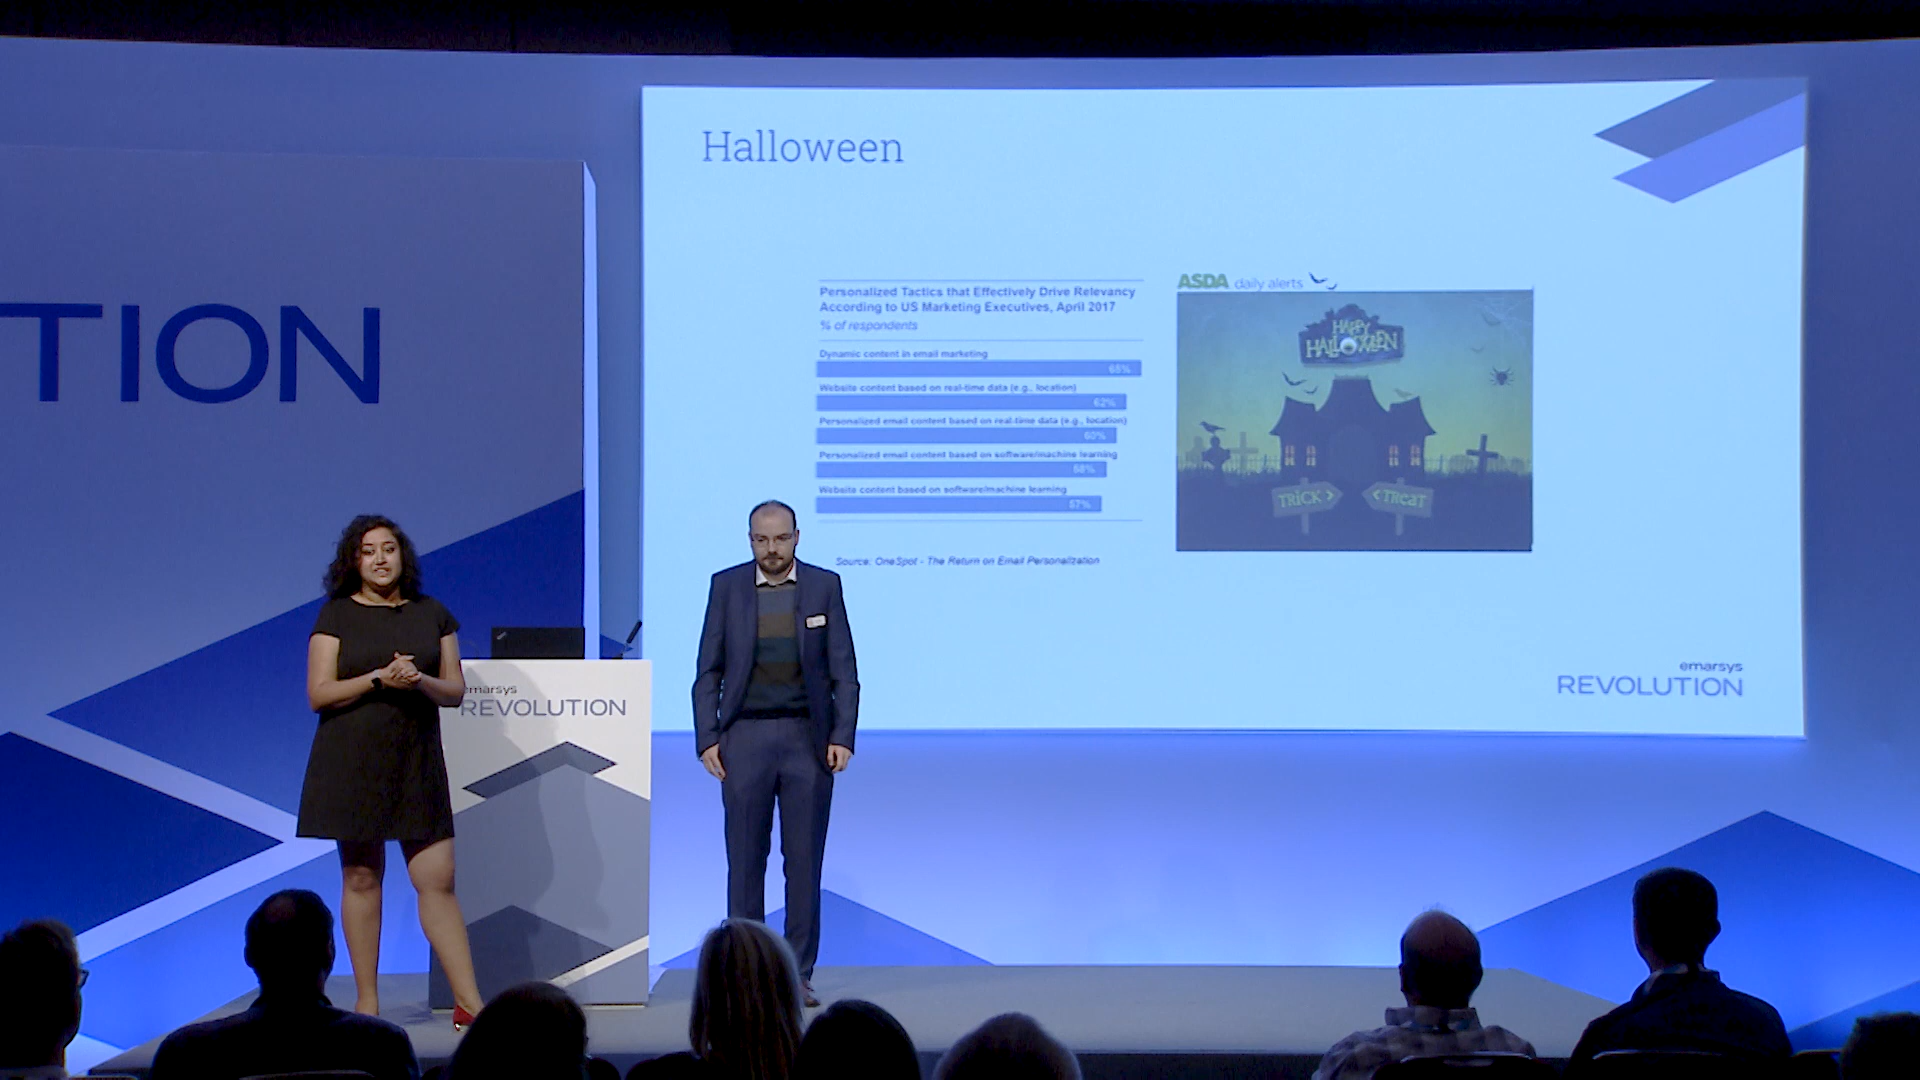 TION
Halloween
Personalized Tactics that Effectively Drive Relevancy
According to US Marketing Executives, April 2017
% of respondents
Dynamic content in email marketing
65%
Website content based on real-time data (e.g., location)
62%
Personalized email content based on real-time data (e.g., location)
60%
Personalized email content based on software/machine learning
58%
Website content based on software/machine learning
57%
Source: OneSpot - The Return on Email Personalization
ASDA daily alerts
HAPPY
HALLOWEEN
TRICK >
< TREAT
emarsys
REVOLUTION
emarsys
REVOLUTION